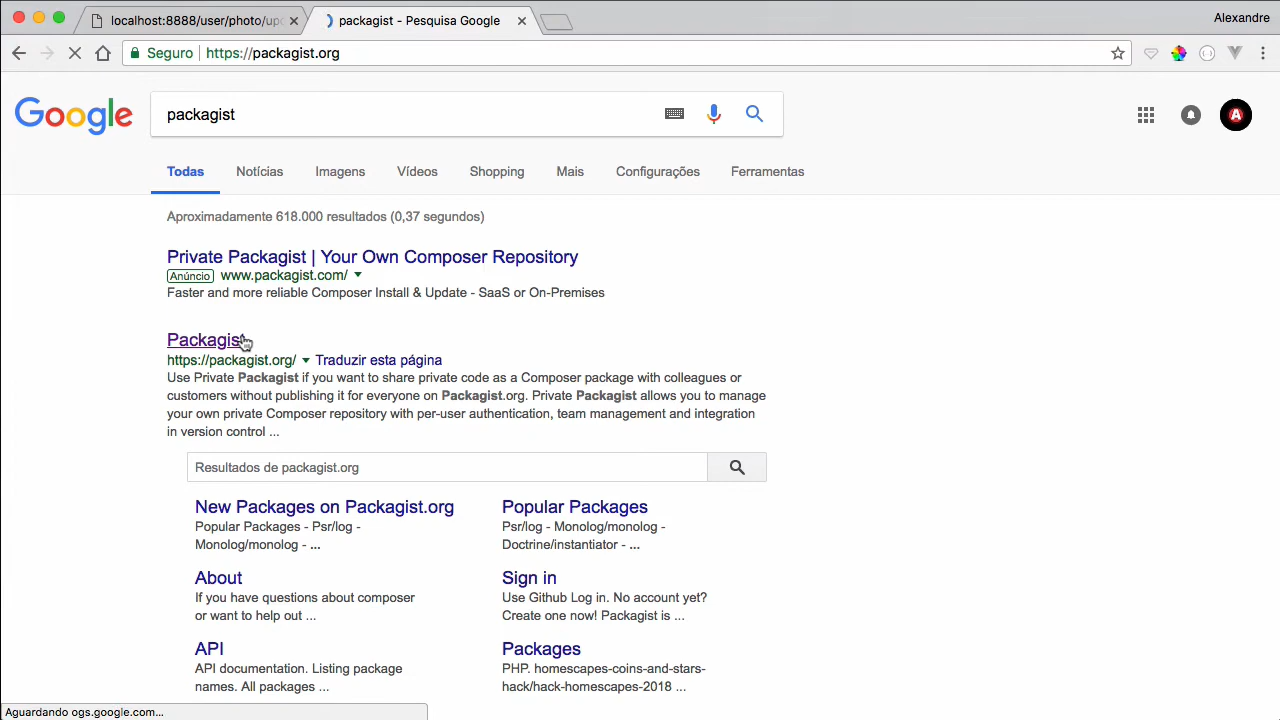 localhost:8888/user/photo/up
packagist - Pesquisa Google
Alexandre
Seguro
https://packagist.org
Google
packagist
A
Todas
Notícias
Imagens
Vídeos
Shopping
Mais
Configurações
Ferramentas
Aproximadamente 618.000 resultados (0,37 segundos)
Private Packagist | Your Own Composer Repository
Anúncio www.packagist.com/
Faster and more reliable Composer Install & Update - SaaS or On-Premises
Packagist
https://packagist.org/ Traduzir esta página
Use Private Packagist if you want to share private code as a Composer package with colleagues or
customers without publishing it for everyone on Packagist.org. Private Packagist allows you to manage
your own private Composer repository with per-user authentication, team management and integration
in version control ...
Resultados de packagist.org
New Packages on Packagist.org
Popular Packages - Psr/log -
Monolog/monolog - ...
Popular Packages
Psr/log - Monolog/monolog -
Doctrine/instantiator - ...
About
If you have questions about composer
or want to help out ...
Sign in
Use Github Log in. No account yet?
Create one now! Packagist is ...
API
API documentation. Listing package
names. All packages ...
Packages
PHP. homescapes-coins-and-stars-
hack/hack-homescapes-2018 ...
Aguardando ogs.google.com...